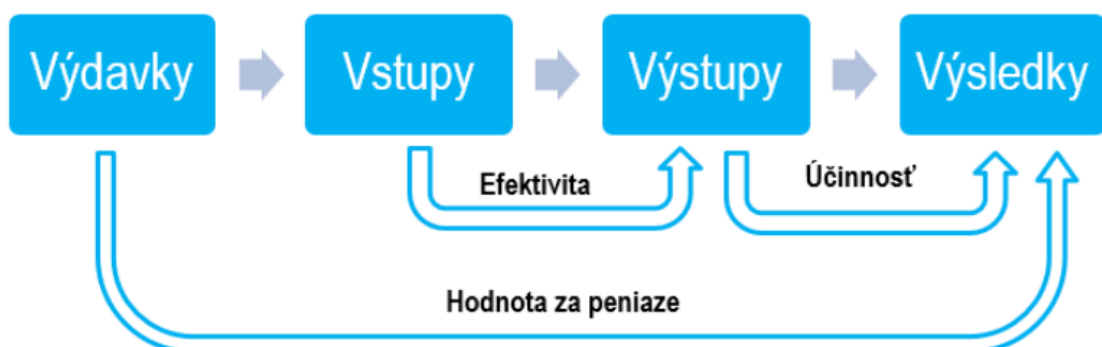 Výdavky
Vstupy
Výstupy
Výsledky
Efektivita
Účinnosť
Hodnota za peniaze